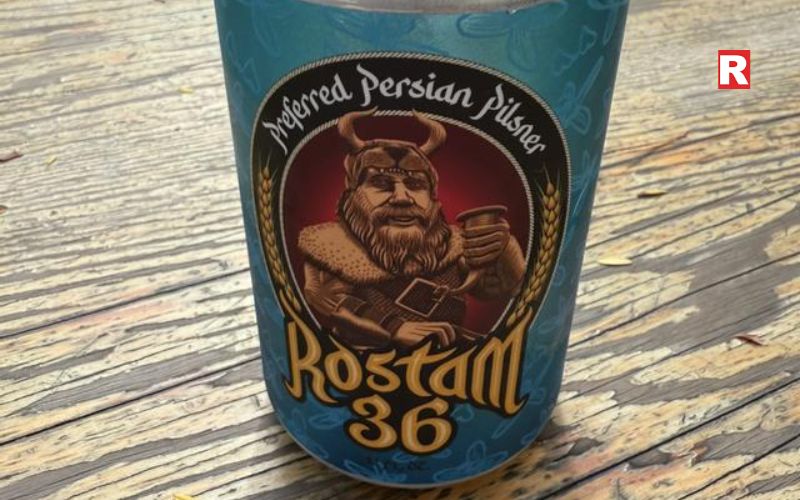 R
Preferred Persian Pilsner
Rostam
36